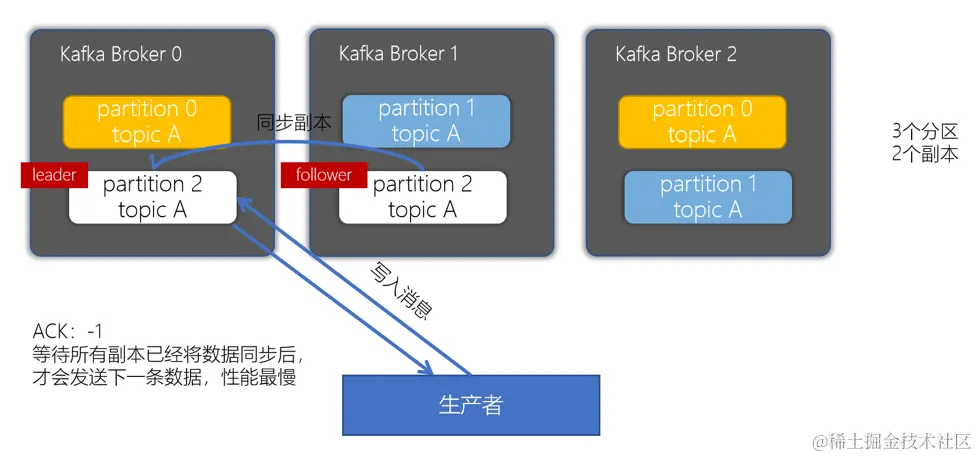 Kafka Broker 0
partition 0
topic A
leader
partition 2
topic A
同步副本
Kafka Broker 1
partition 1
topic A
follower
partition 2
topic A
Kafka Broker 2
partition 0
topic A
partition 1
topic A
3个分区
2个副本
写入消息
ACK：-1
等待所有副本已经将数据同步后，
才会发送下一条数据，性能最慢
生产者
@稀土掘金技术社区